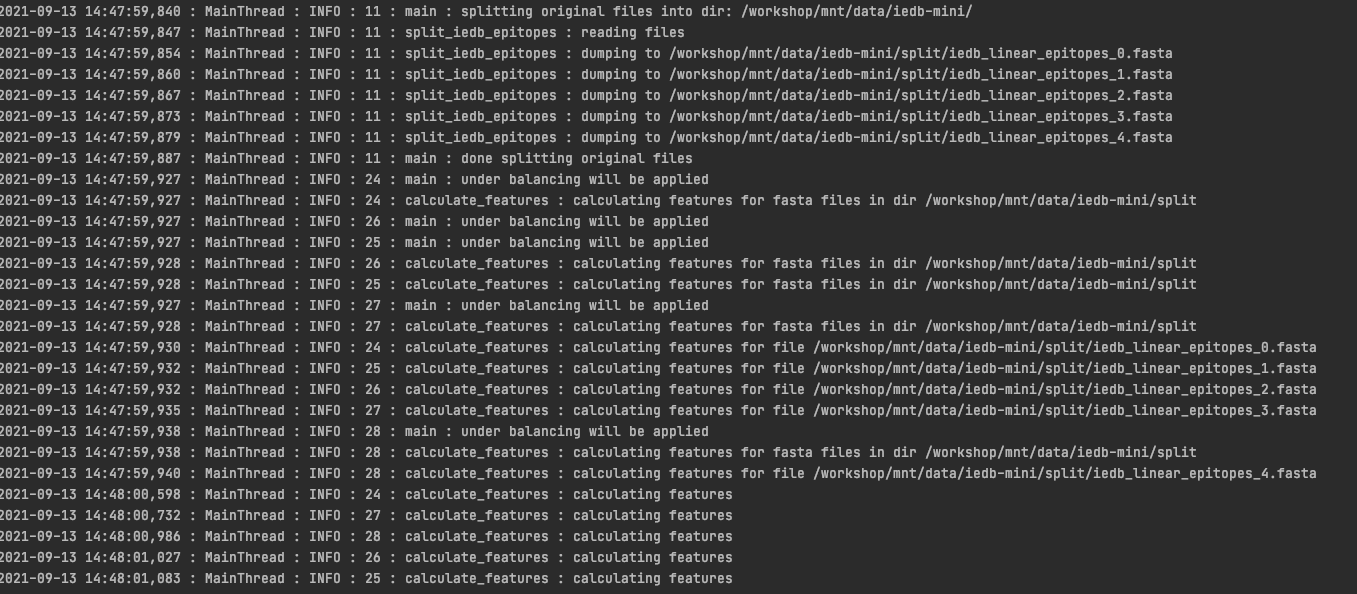 2021-09-13 14:47:59,840 : MainThread : INFO : 11 : main : splitting original files into dir: /workshop/mnt/data/iedb-mini/
2021-09-13 14:47:59,847 : MainThread : INFO : 11 : split_iedb_epitopes : reading files
2021-09-13 14:47:59,854 : MainThread : INFO : 11 : split_iedb_epitopes : dumping to /workshop/mnt/data/iedb-mini/split/iedb_linear_epitopes_0.fasta
2021-09-13 14:47:59,860 : MainThread : INFO : 11 : split_iedb_epitopes : dumping to /workshop/mnt/data/iedb-mini/split/iedb_linear_epitopes_1.fasta
2021-09-13 14:47:59,867 : MainThread : INFO : 11 : split_iedb_epitopes : dumping to /workshop/mnt/data/iedb-mini/split/iedb_linear_epitopes_2.fasta
2021-09-13 14:47:59,873 : MainThread : INFO : 11 : split_iedb_epitopes : dumping to /workshop/mnt/data/iedb-mini/split/iedb_linear_epitopes_3.fasta
2021-09-13 14:47:59,879 : MainThread : INFO : 11 : split_iedb_epitopes : dumping to /workshop/mnt/data/iedb-mini/split/iedb_linear_epitopes_4.fasta
2021-09-13 14:47:59,887 : MainThread : INFO : 11 : main : done splitting original files
2021-09-13 14:47:59,927 : MainThread : INFO : 24 : main : under balancing will be applied
2021-09-13 14:47:59,927 : MainThread : INFO : 24 : calculate_features : calculating features for fasta files in dir /workshop/mnt/data/iedb-mini/split
2021-09-13 14:47:59,927 : MainThread : INFO : 26 : main : under balancing will be applied
2021-09-13 14:47:59,927 : MainThread : INFO : 25 : main : under balancing will be applied
2021-09-13 14:47:59,928 : MainThread : INFO : 26 : calculate_features : calculating features for fasta files in dir /workshop/mnt/data/iedb-mini/split
2021-09-13 14:47:59,928 : MainThread : INFO : 25 : calculate_features : calculating features for fasta files in dir /workshop/mnt/data/iedb-mini/split
2021-09-13 14:47:59,927 : MainThread : INFO : 27 : main : under balancing will be applied
2021-09-13 14:47:59,928 : MainThread : INFO : 27 : calculate_features : calculating features for fasta files in dir /workshop/mnt/data/iedb-mini/split
2021-09-13 14:47:59,930 : MainThread : INFO : 24 : calculate_features : calculating features for file /workshop/mnt/data/iedb-mini/split/iedb_linear_epitopes_0.fasta
2021-09-13 14:47:59,932 : MainThread : INFO : 25 : calculate_features : calculating features for file /workshop/mnt/data/iedb-mini/split/iedb_linear_epitopes_1.fasta
2021-09-13 14:47:59,932 : MainThread : INFO : 26 : calculate_features : calculating features for file /workshop/mnt/data/iedb-mini/split/iedb_linear_epitopes_2.fasta
2021-09-13 14:47:59,935 : MainThread : INFO : 27 : calculate_features : calculating features for file /workshop/mnt/data/iedb-mini/split/iedb_linear_epitopes_3.fasta
2021-09-13 14:47:59,938 : MainThread : INFO : 28 : main : under balancing will be applied
2021-09-13 14:47:59,938 : MainThread : INFO : 28 : calculate_features : calculating features for fasta files in dir /workshop/mnt/data/iedb-mini/split
2021-09-13 14:47:59,940 : MainThread : INFO : 28 : calculate_features : calculating features for file /workshop/mnt/data/iedb-mini/split/iedb_linear_epitopes_4.fasta
2021-09-13 14:48:00,598 : MainThread : INFO : 24 : calculate_features : calculating features
2021-09-13 14:48:00,732 : MainThread : INFO : 27 : calculate_features : calculating features
2021-09-13 14:48:00,986 : MainThread : INFO : 28 : calculate_features : calculating features
2021-09-13 14:48:01,027 : MainThread : INFO : 26 : calculate_features : calculating features
2021-09-13 14:48:01,083 : MainThread : INFO : 25 : calculate_features : calculating features